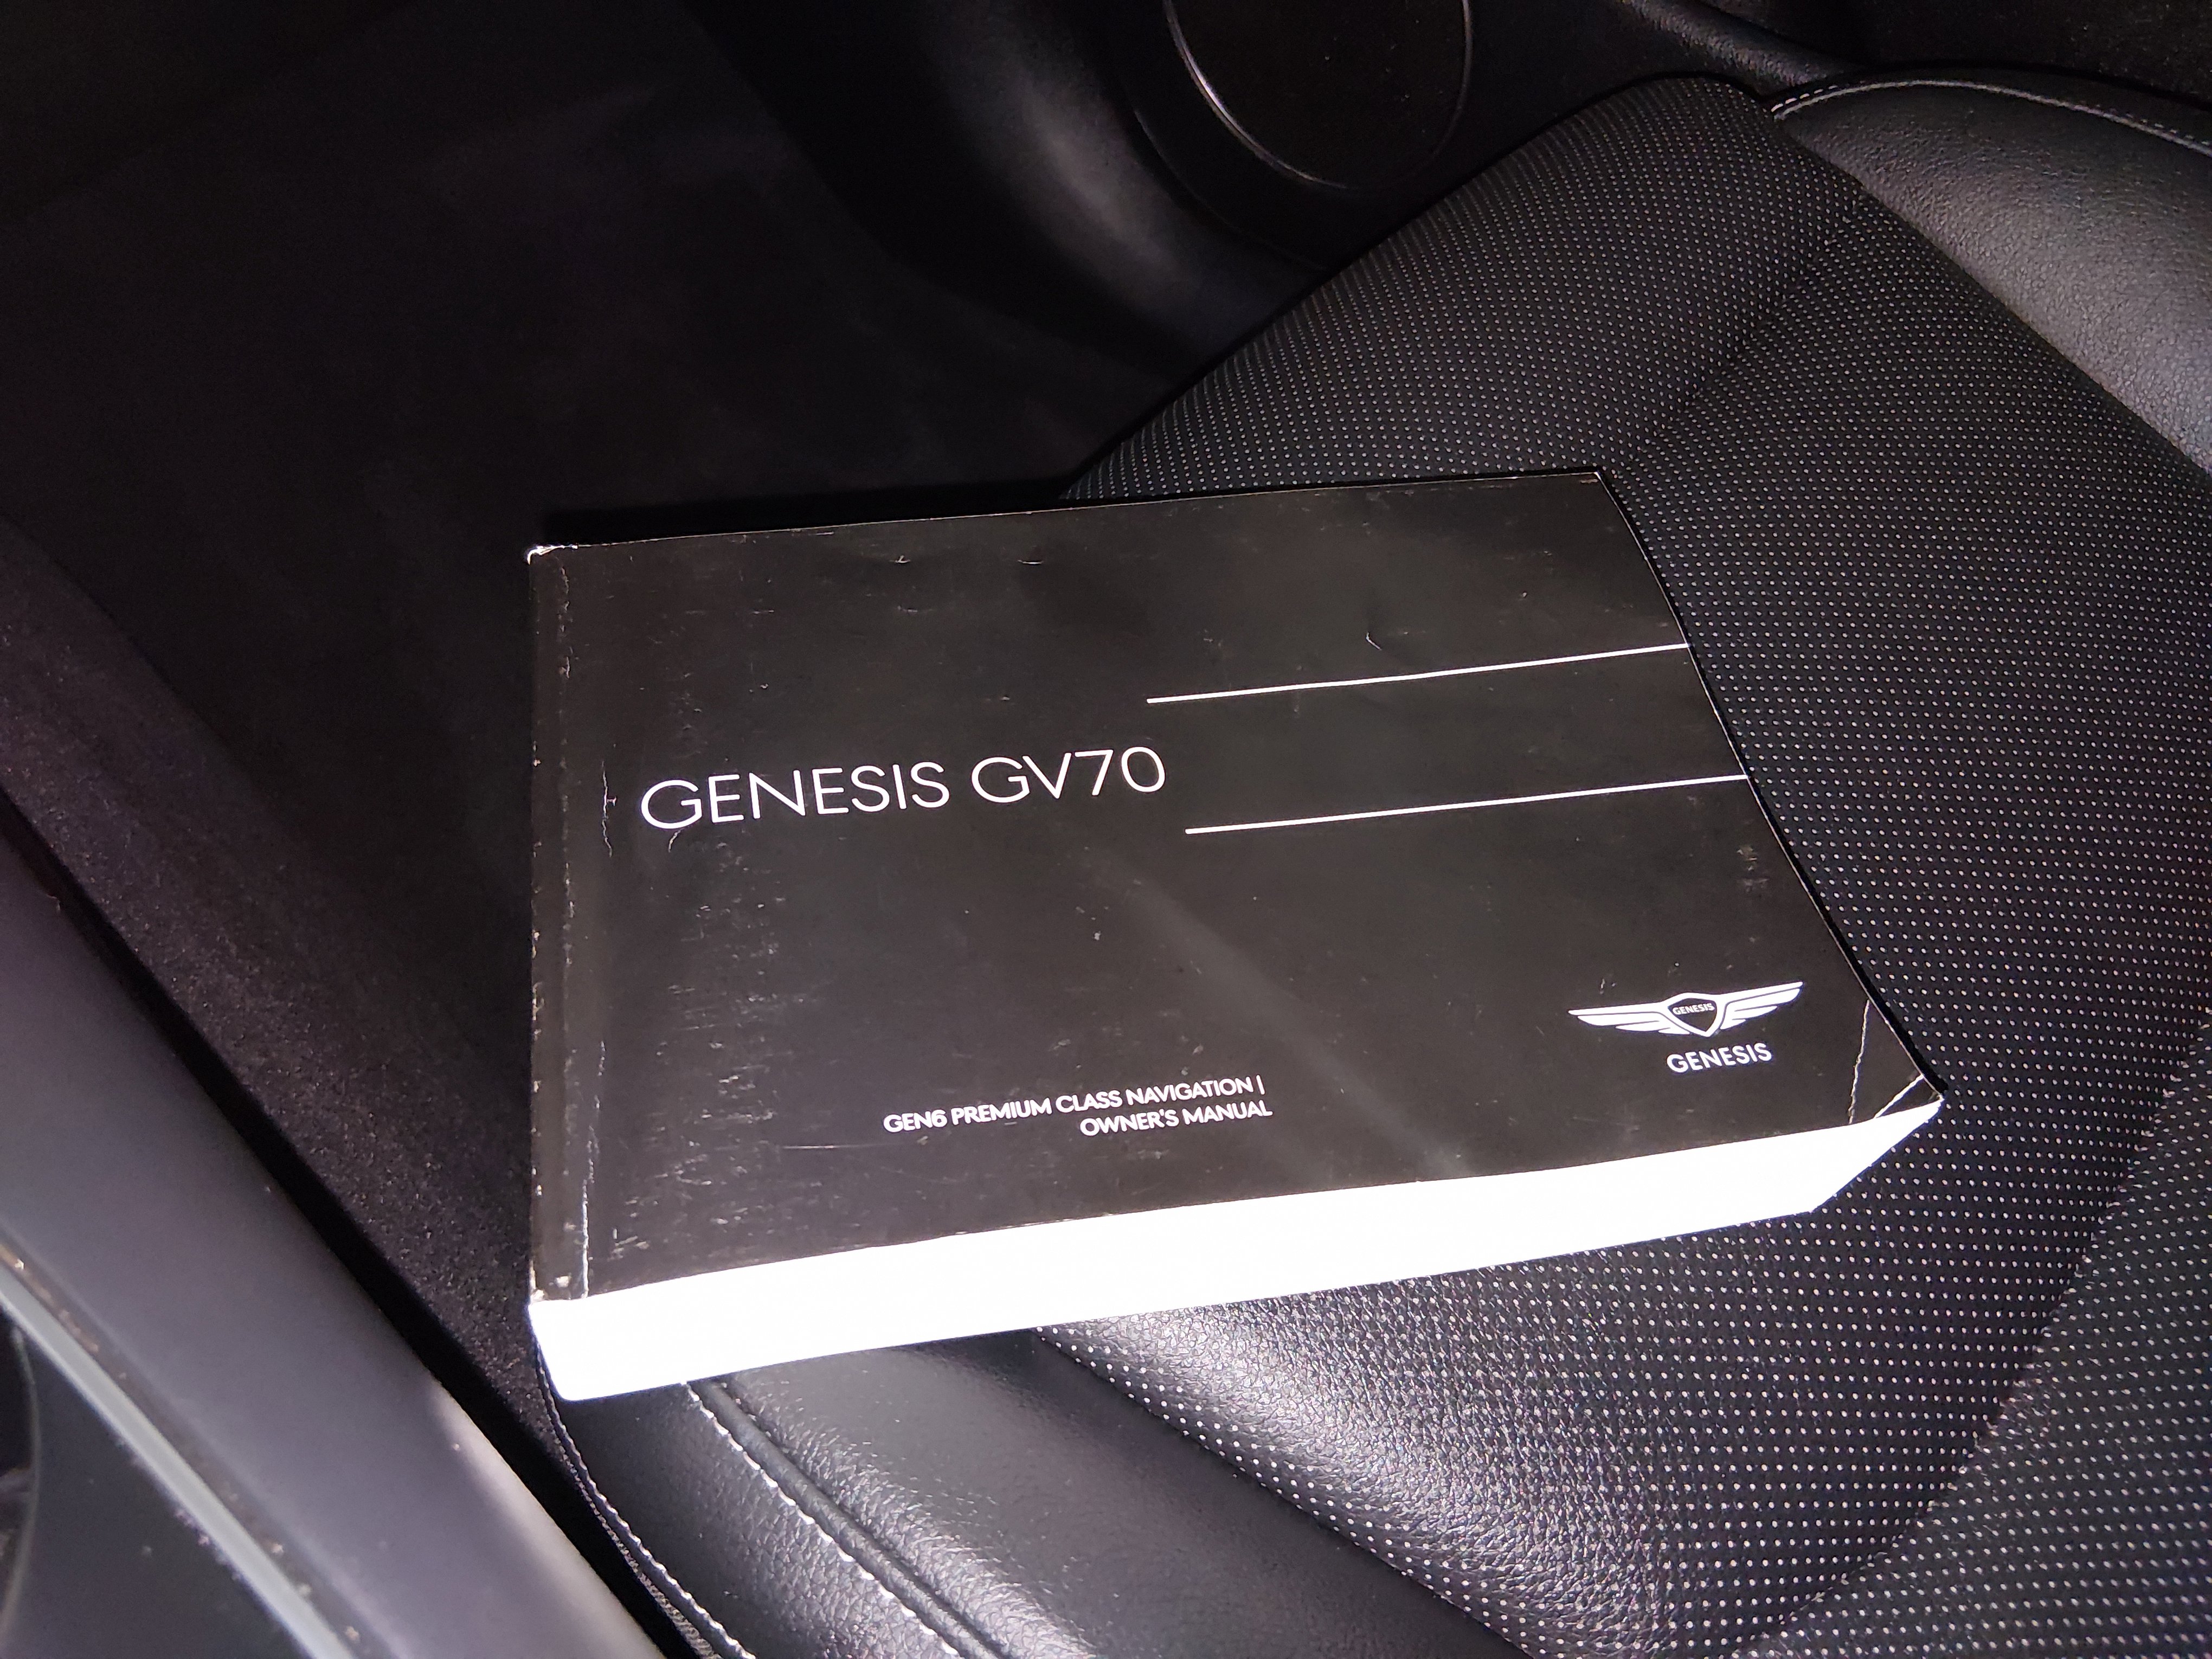 GENESIS GV70
GENESIS
GENESIS
GEN6 PREMIUM CLASS NAVIGATION |
OWNER'S MANUAL